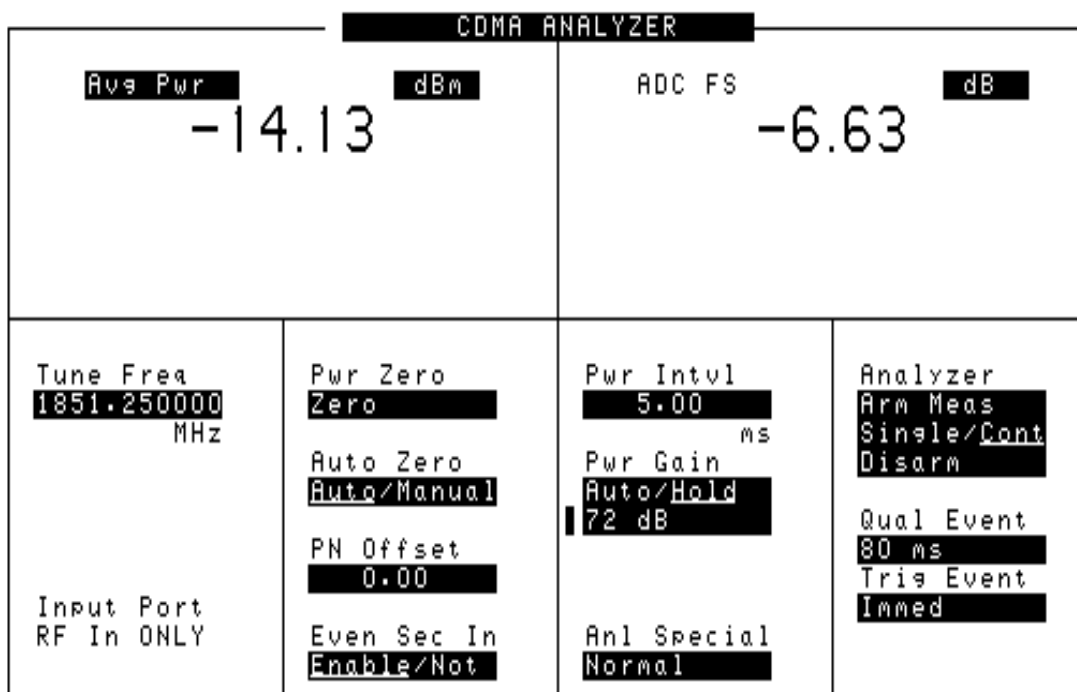 CDMA ANALYZER
Avg Pwr dBm
-14.13
ADC FS dB
-6.63
Tune Freq
1851.250000
MHz
Input Port
RF In ONLY
Pwr Zero
Zero
Auto Zero
Auto/Manual
PN Offset
0.00
Even Sec In
Enable/Not
Pwr Intvl
5.00
ms
Pwr Gain
Auto/Hold
72 dB
Anl Special
Normal
Analyzer
Arm Meas
Single/Cont
Disarm
Qual Event
80 ms
Trig Event
Immed